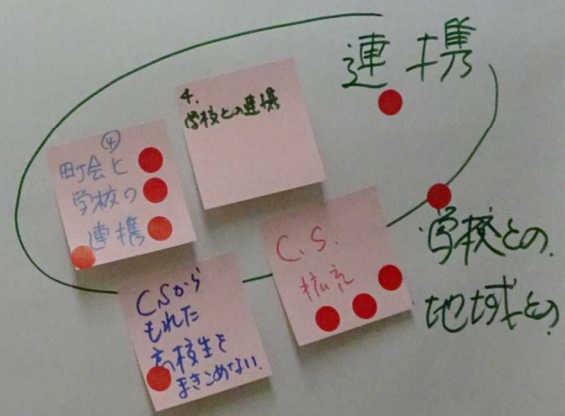 連携
4.
学校との連携
④
町会と
学校の
連携
C.S.
拡充
CSから
もれた
高校生を
まきこめない.
学校との.
地域との